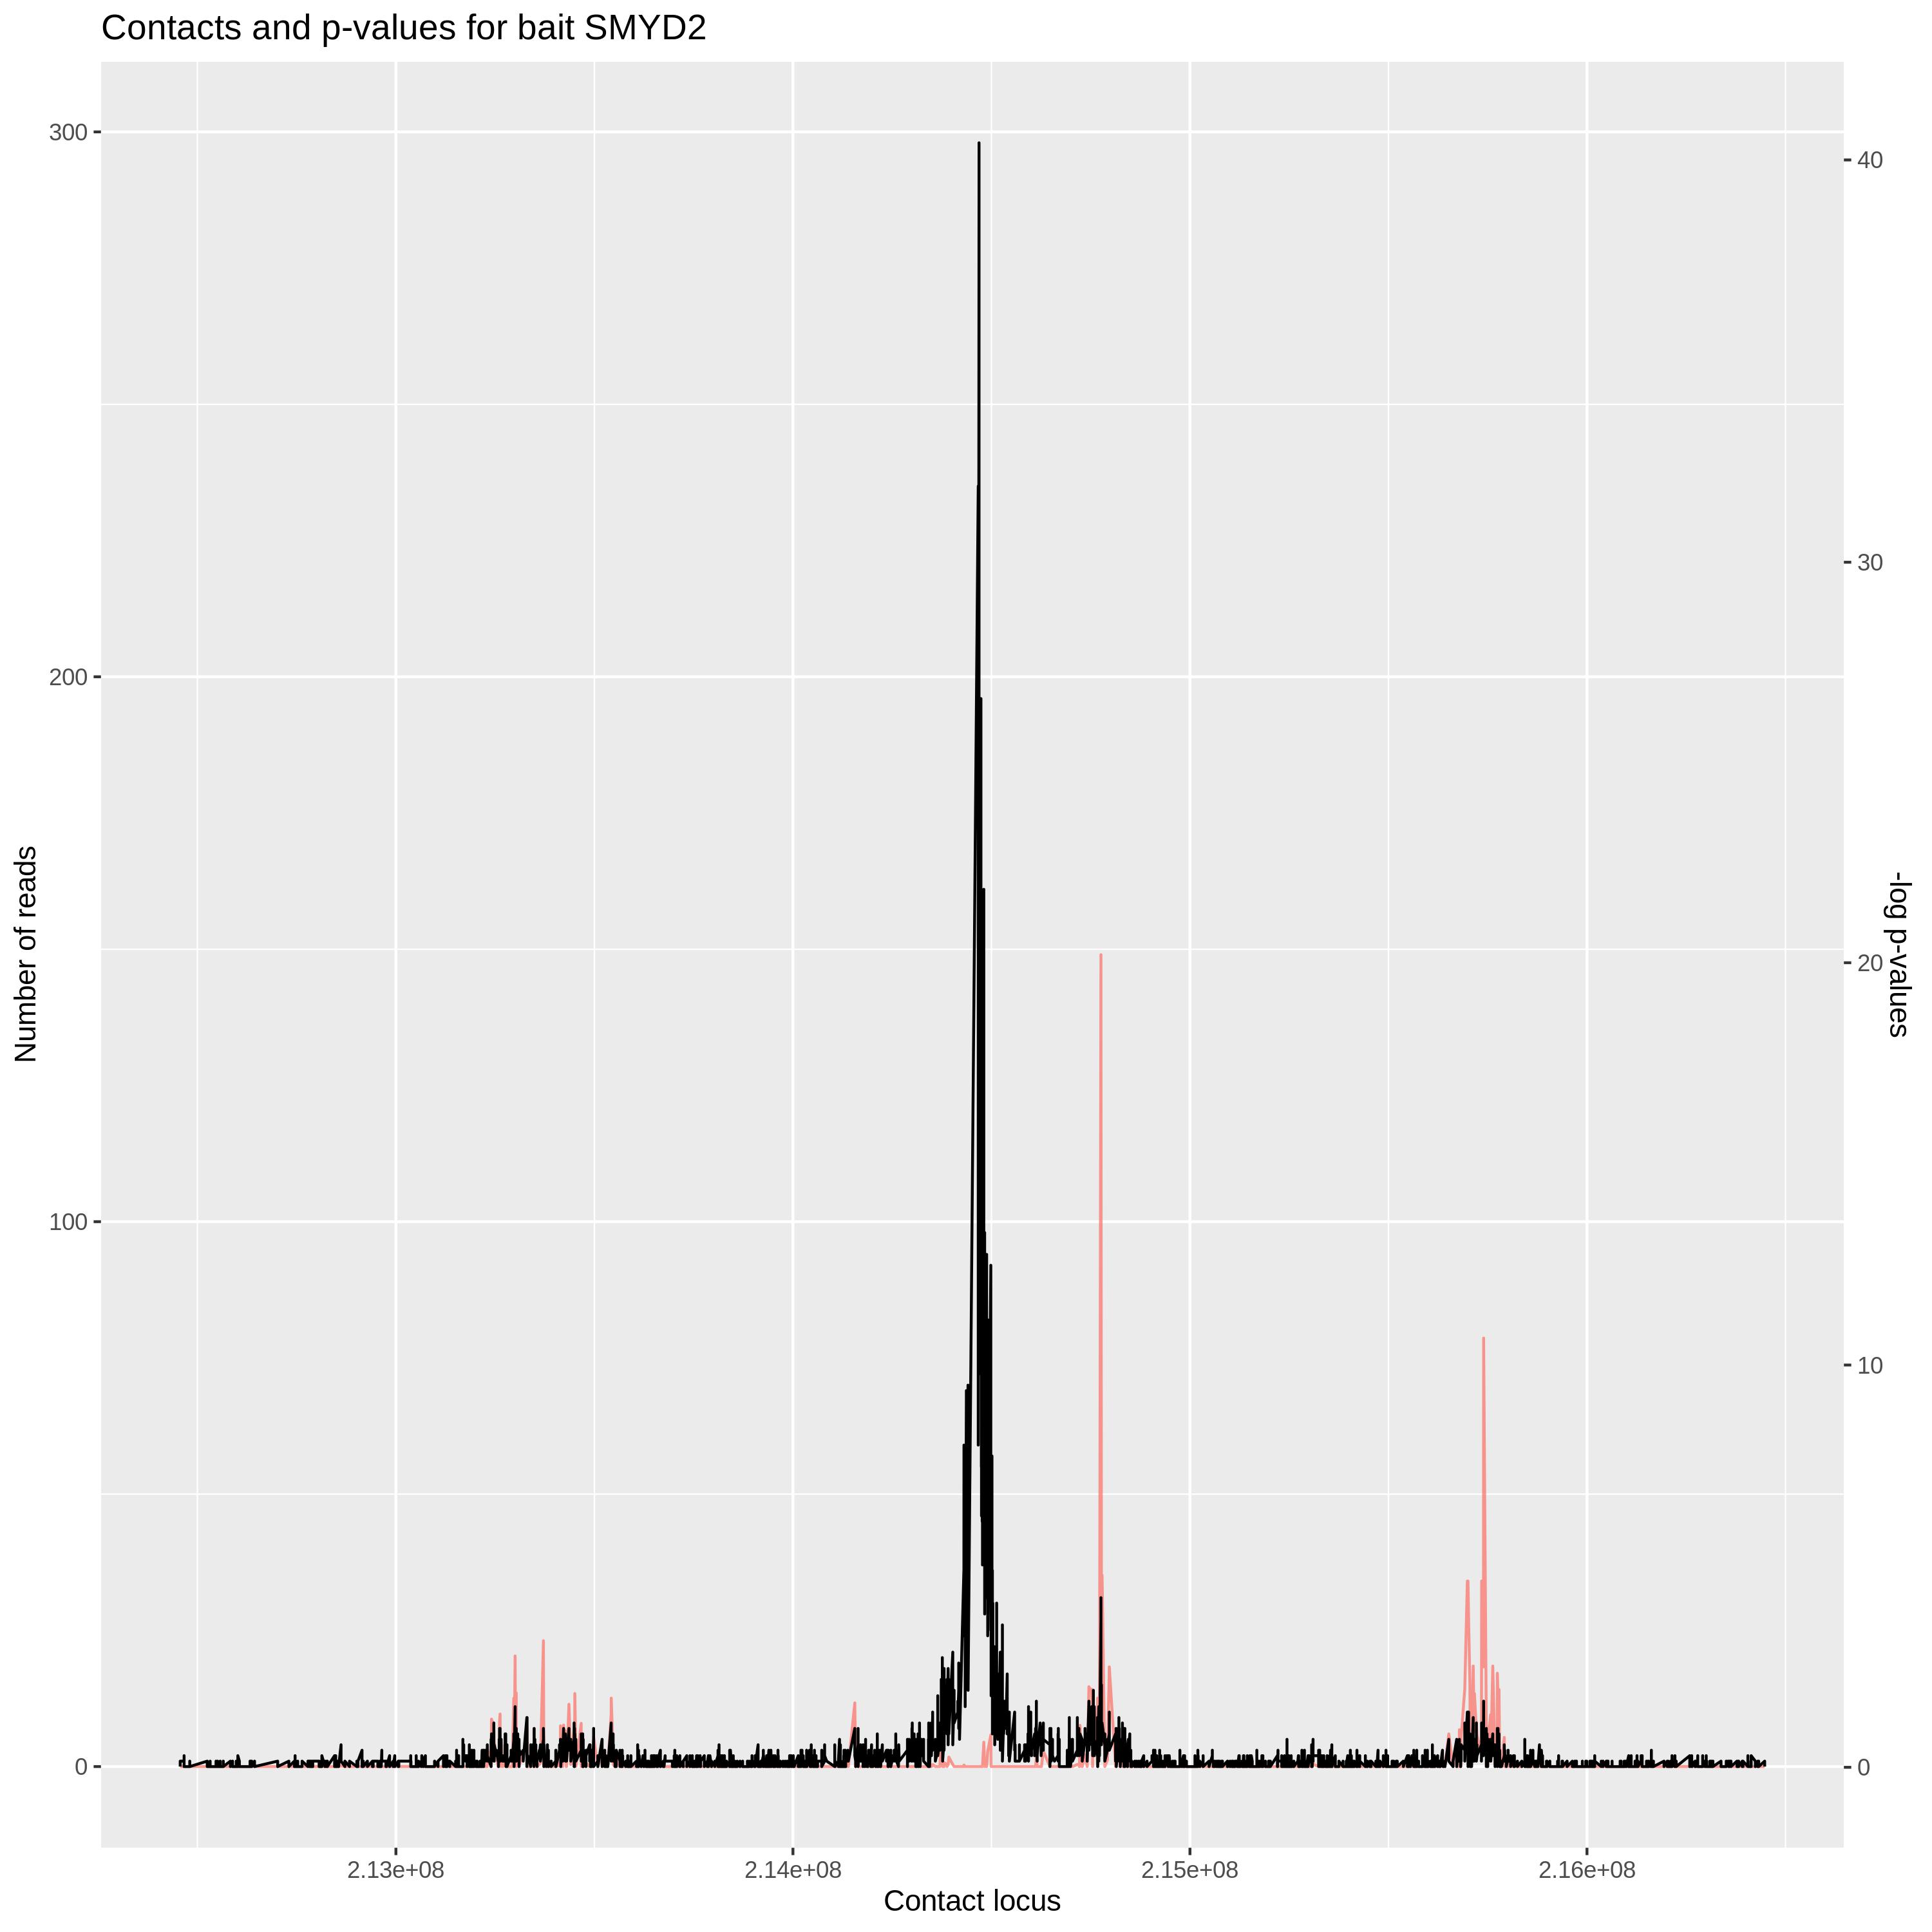 Contacts and p-values for bait SMYD2
300
200
100
0
Number of reads
40
30
20
10
0
-log p-values
2.13e+08
2.14e+08
2.15e+08
2.16e+08
Contact locus